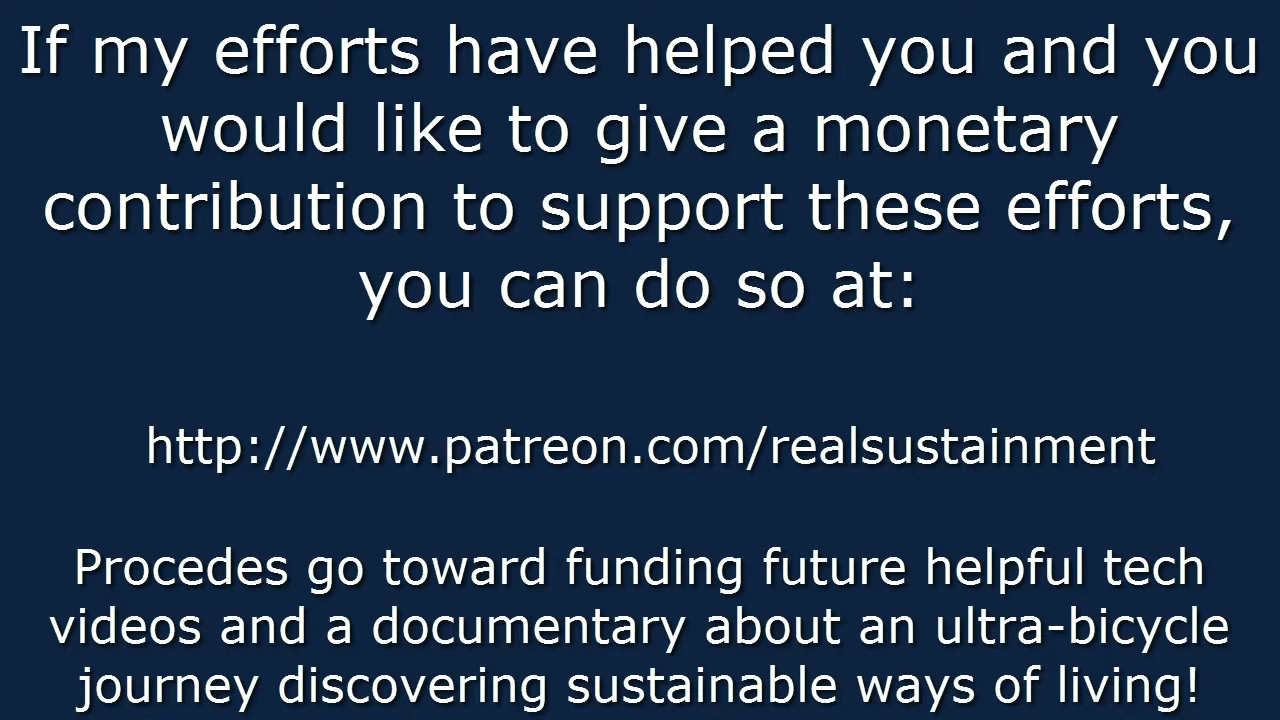 If my efforts have helped you and you
would like to give a monetary
contribution to support these efforts,
you can do so at:
http://www.patreon.com/realsustainment
Procedes go toward funding future helpful tech
videos and a documentary about an ultra-bicycle
journey discovering sustainable ways of living!